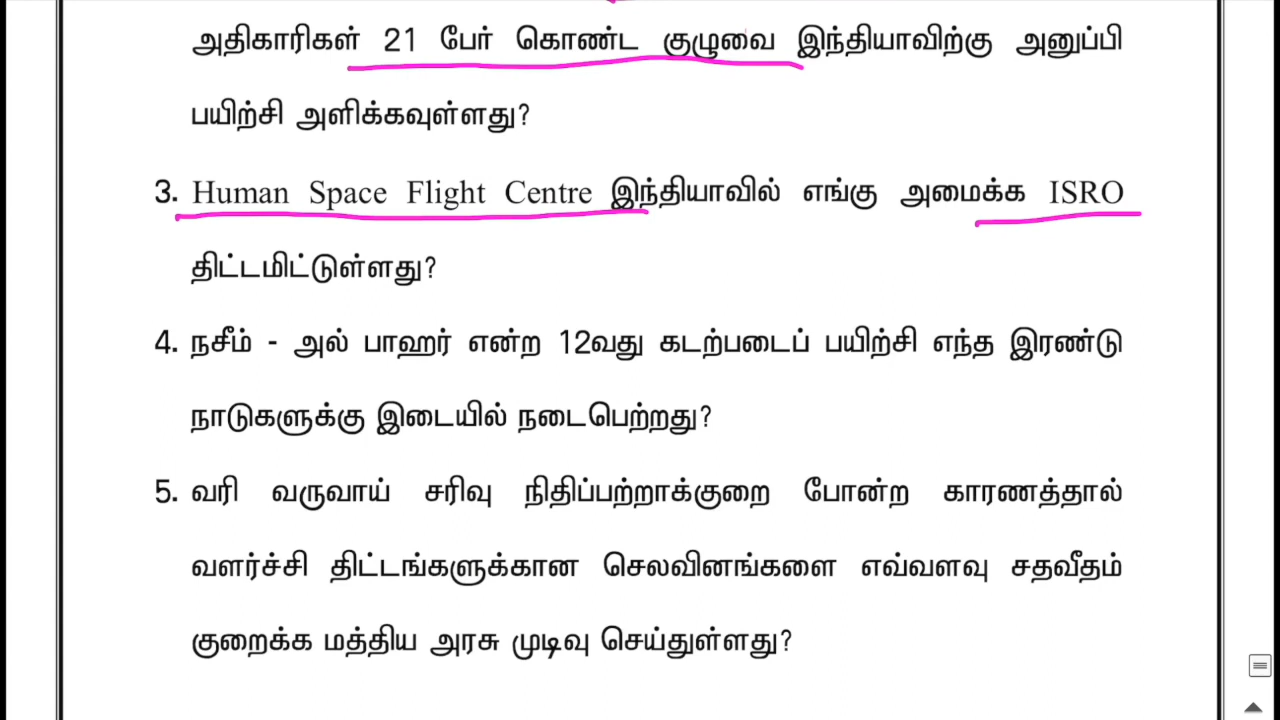 அதிகாரிகள் 21 பேர் கொண்ட குழுவை இந்தியாவிற்கு அனுப்பி
பயிற்சி அளிக்கவுள்ளது?
3. Human Space Flight Centre இந்தியாவில் எங்கு அமைக்க ISRO
திட்டமிட்டுள்ளது?
4. நசீம் - அல் பாஹர் என்ற 12வது கடற்படைப் பயிற்சி எந்த இரண்டு
நாடுகளுக்கு இடையில் நடைபெற்றது?
5. வரி வருவாய் சரிவு நிதிப்பற்றாக்குறை போன்ற காரணத்தால்
வளர்ச்சி திட்டங்களுக்கான செலவினங்களை எவ்வளவு சதவீதம்
குறைக்க மத்திய அரசு முடிவு செய்துள்ளது?